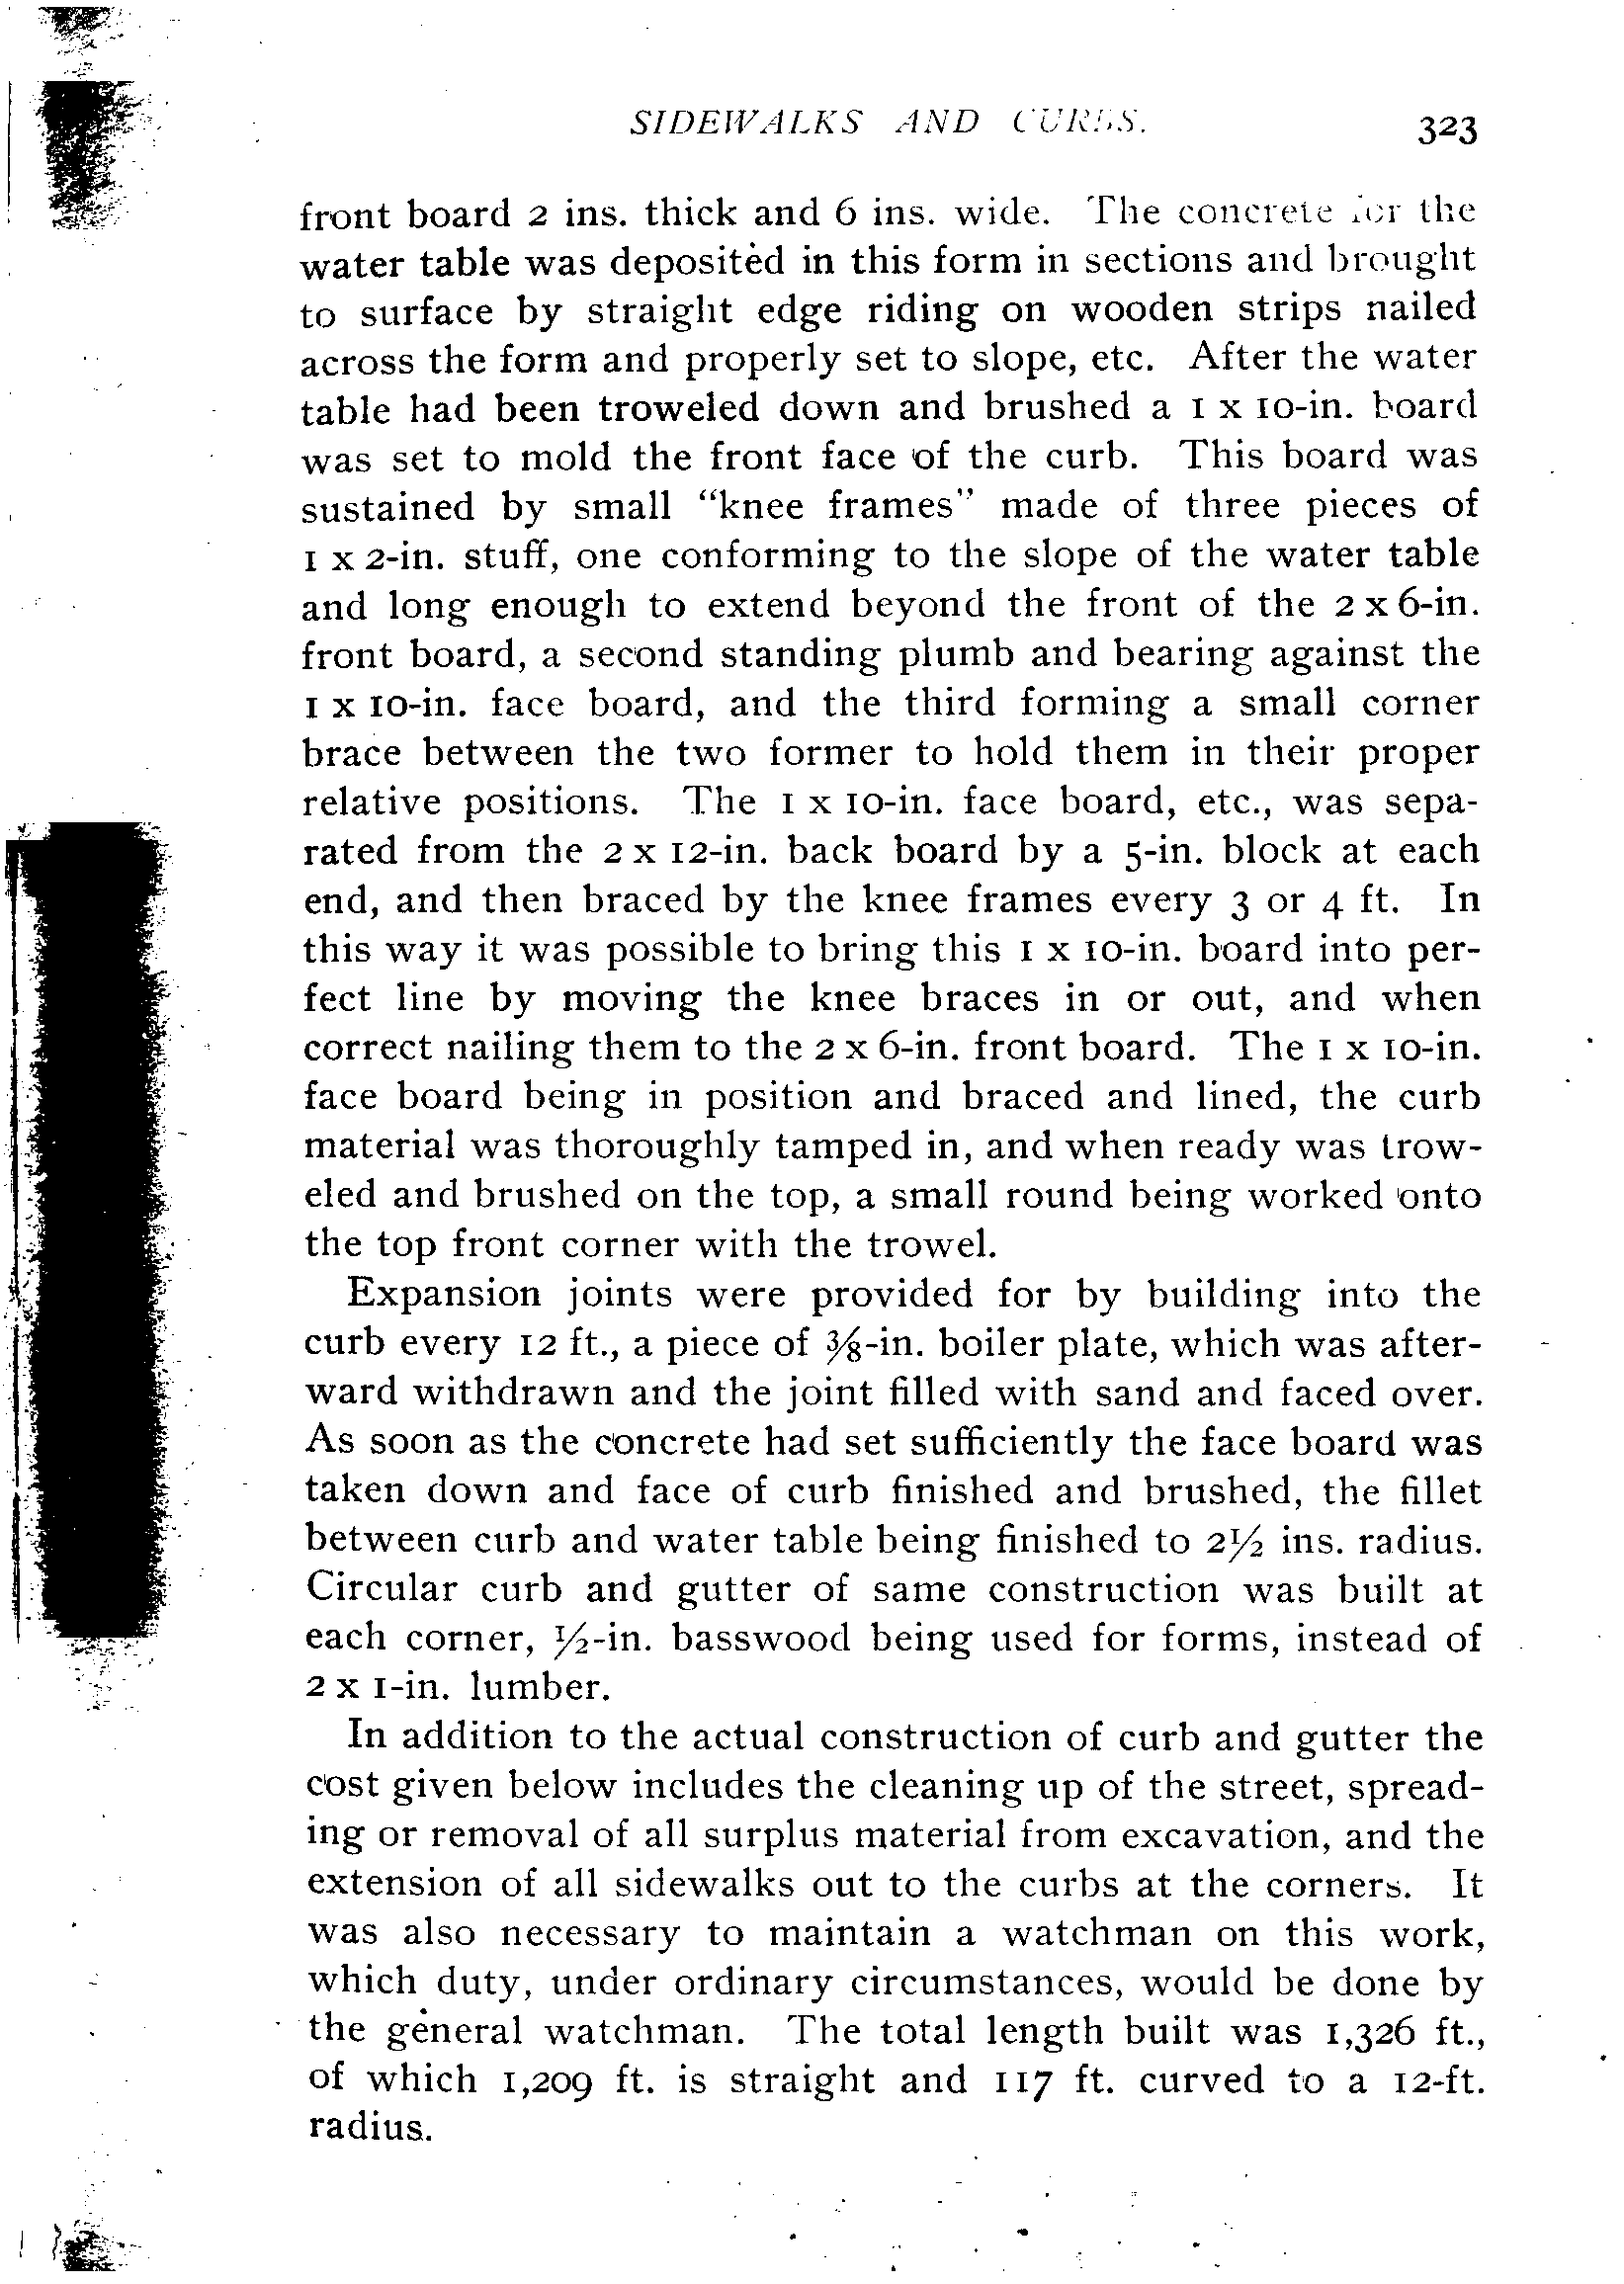 SIDEWALKS AND CURBS. 323
front board 2 ins. thick and 6 ins. wide. The concrete for the
water table was deposited in this form in sections and brought
to surface by straight edge riding on wooden strips nailed
across the form and properly set to slope, etc. After the water
table had been troweled down and brushed a 1 x 10-in. board
was set to mold the front face of the curb. This board was
sustained by small "knee frames" made of three pieces of
1 x 2-in. stuff, one conforming to the slope of the water table
and long enough to extend beyond the front of the 2 x 6-in.
front board, a second standing plumb and bearing against the
1 x 10-in. face board, and the third forming a small corner
brace between the two former to hold them in their proper
relative positions. The 1 x 10-in. face board, etc., was sepa-
rated from the 2 x 12-in. back board by a 5-in. block at each
end, and then braced by the knee frames every 3 or 4 ft. In
this way it was possible to bring this 1 x 10-in. board into per-
fect line by moving the knee braces in or out, and when
correct nailing them to the 2 x 6-in. front board. The 1 x 10-in.
face board being in position and braced and lined, the curb
material was thoroughly tamped in, and when ready was trow-
eled and brushed on the top, a small round being worked onto
the top front corner with the trowel.
Expansion joints were provided for by building into the
curb every 12 ft., a piece of ⅜-in. boiler plate, which was after-
ward withdrawn and the joint filled with sand and faced over.
As soon as the concrete had set sufficiently the face board was
taken down and face of curb finished and brushed, the fillet
between curb and water table being finished to 2½ ins. radius.
Circular curb and gutter of same construction was built at
each corner, ½-in. basswood being used for forms, instead of
2 x 1-in. lumber.
In addition to the actual construction of curb and gutter the
cost given below includes the cleaning up of the street, spread-
ing or removal of all surplus material from excavation, and the
extension of all sidewalks out to the curbs at the corners. It
was also necessary to maintain a watchman on this work,
which duty, under ordinary circumstances, would be done by
the general watchman. The total length built was 1,326 ft.,
of which 1,209 ft. is straight and 117 ft. curved to a 12-ft.
radius.